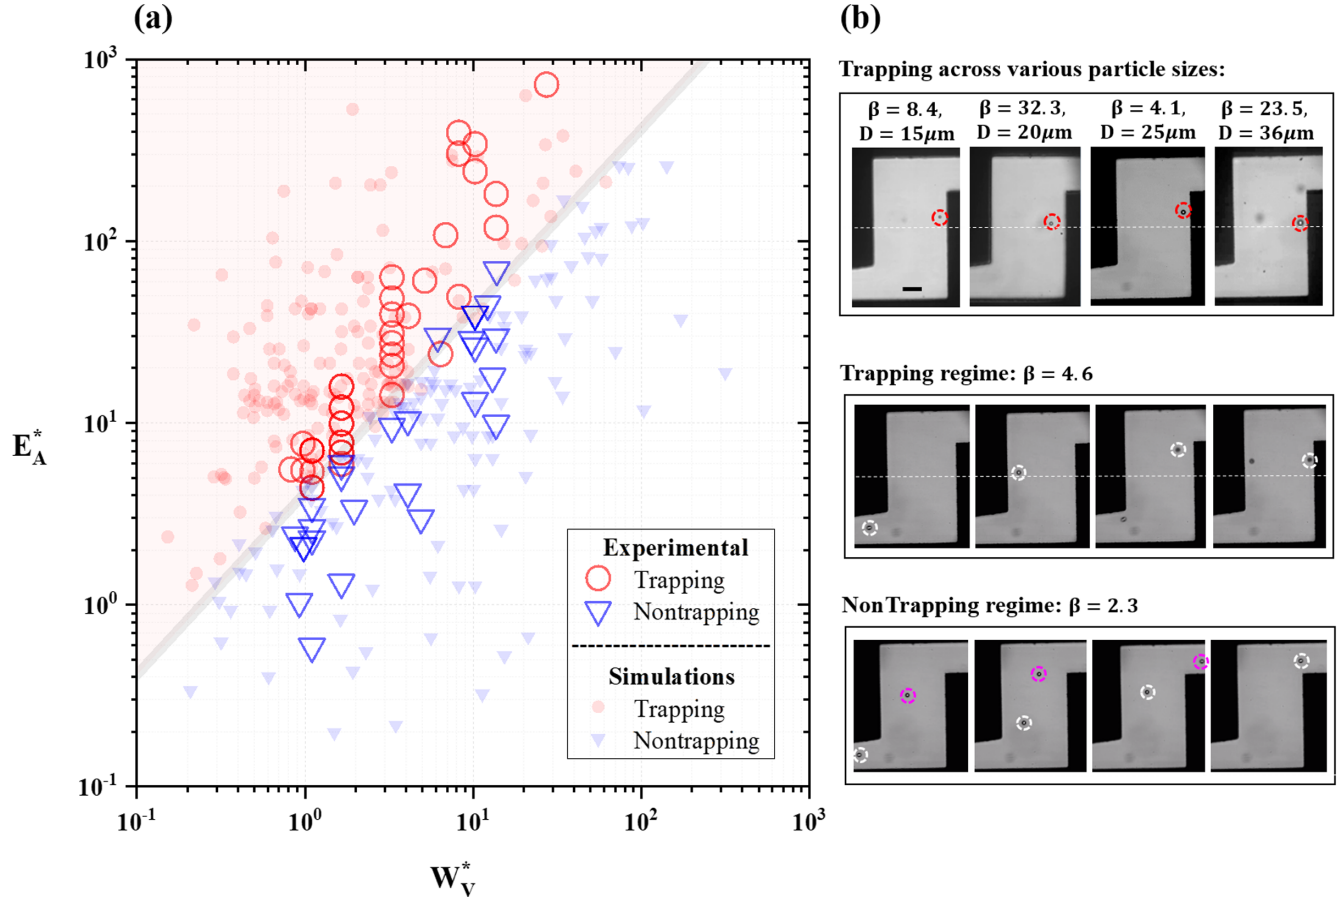 (a)
10³
10²
10¹
10⁰
10⁻¹
E*A
10⁻¹ 10⁰ 10¹ 10² 10³
W*V
Experimental
Trapping
Nontrapping
Simulations
Trapping
Nontrapping
(b)
Trapping across various particle sizes:
β = 8.4, β = 32.3, β = 4.1, β = 23.5,
D = 15μm D = 20μm D = 25μm D = 36μm
Trapping regime: β = 4.6
NonTrapping regime: β = 2.3